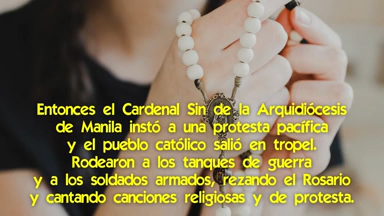 Entonces el Cardenal Sin de la Arquidiócesis
de Manila instó a una protesta pacífica
y el pueblo católico salió en tropel.
Rodearon a los tanques de guerra
y a los soldados armados, rezando el Rosario
y cantando canciones religiosas y de protesta.